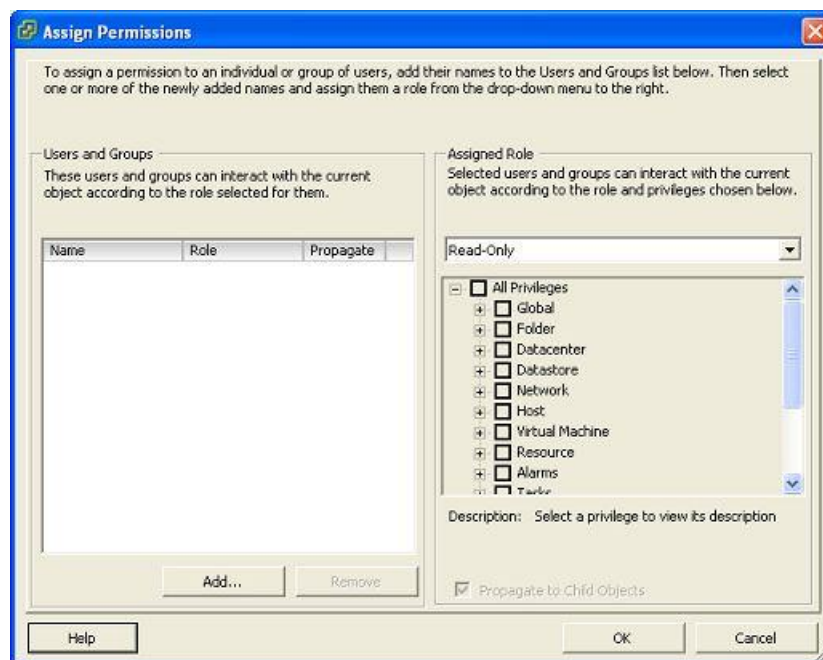 Assign Permissions
To assign a permission to an individual or group of users, add their names to the Users and Groups list below. Then select
one or more of the newly added names and assign them a role from the drop-down menu to the right.
Users and Groups
These users and groups can interact with the current
object according to the role selected for them.
Name Role Propagate
Add...
Remove
Assigned Role
Selected users and groups can interact with the current
object according to the role and privileges chosen below.
Read-Only
All Privileges
Global
Folder
Datacenter
Datastore
Network
Host
Virtual Machine
Resource
Alarms
Tasks
Description: Select a privilege to view its description
Propagate to Child Objects
Help
OK
Cancel